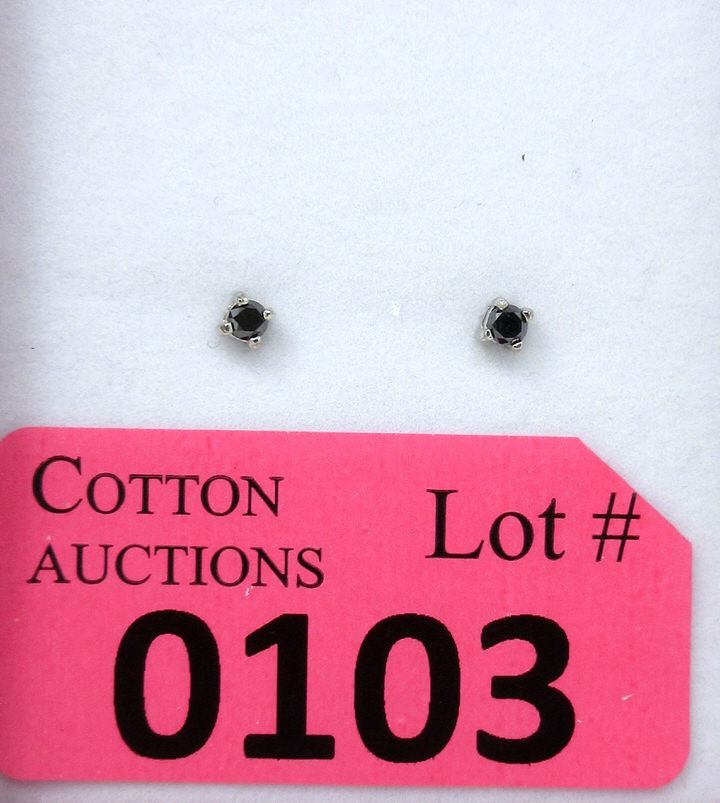 COTTON
AUCTIONS
Lot #
0103